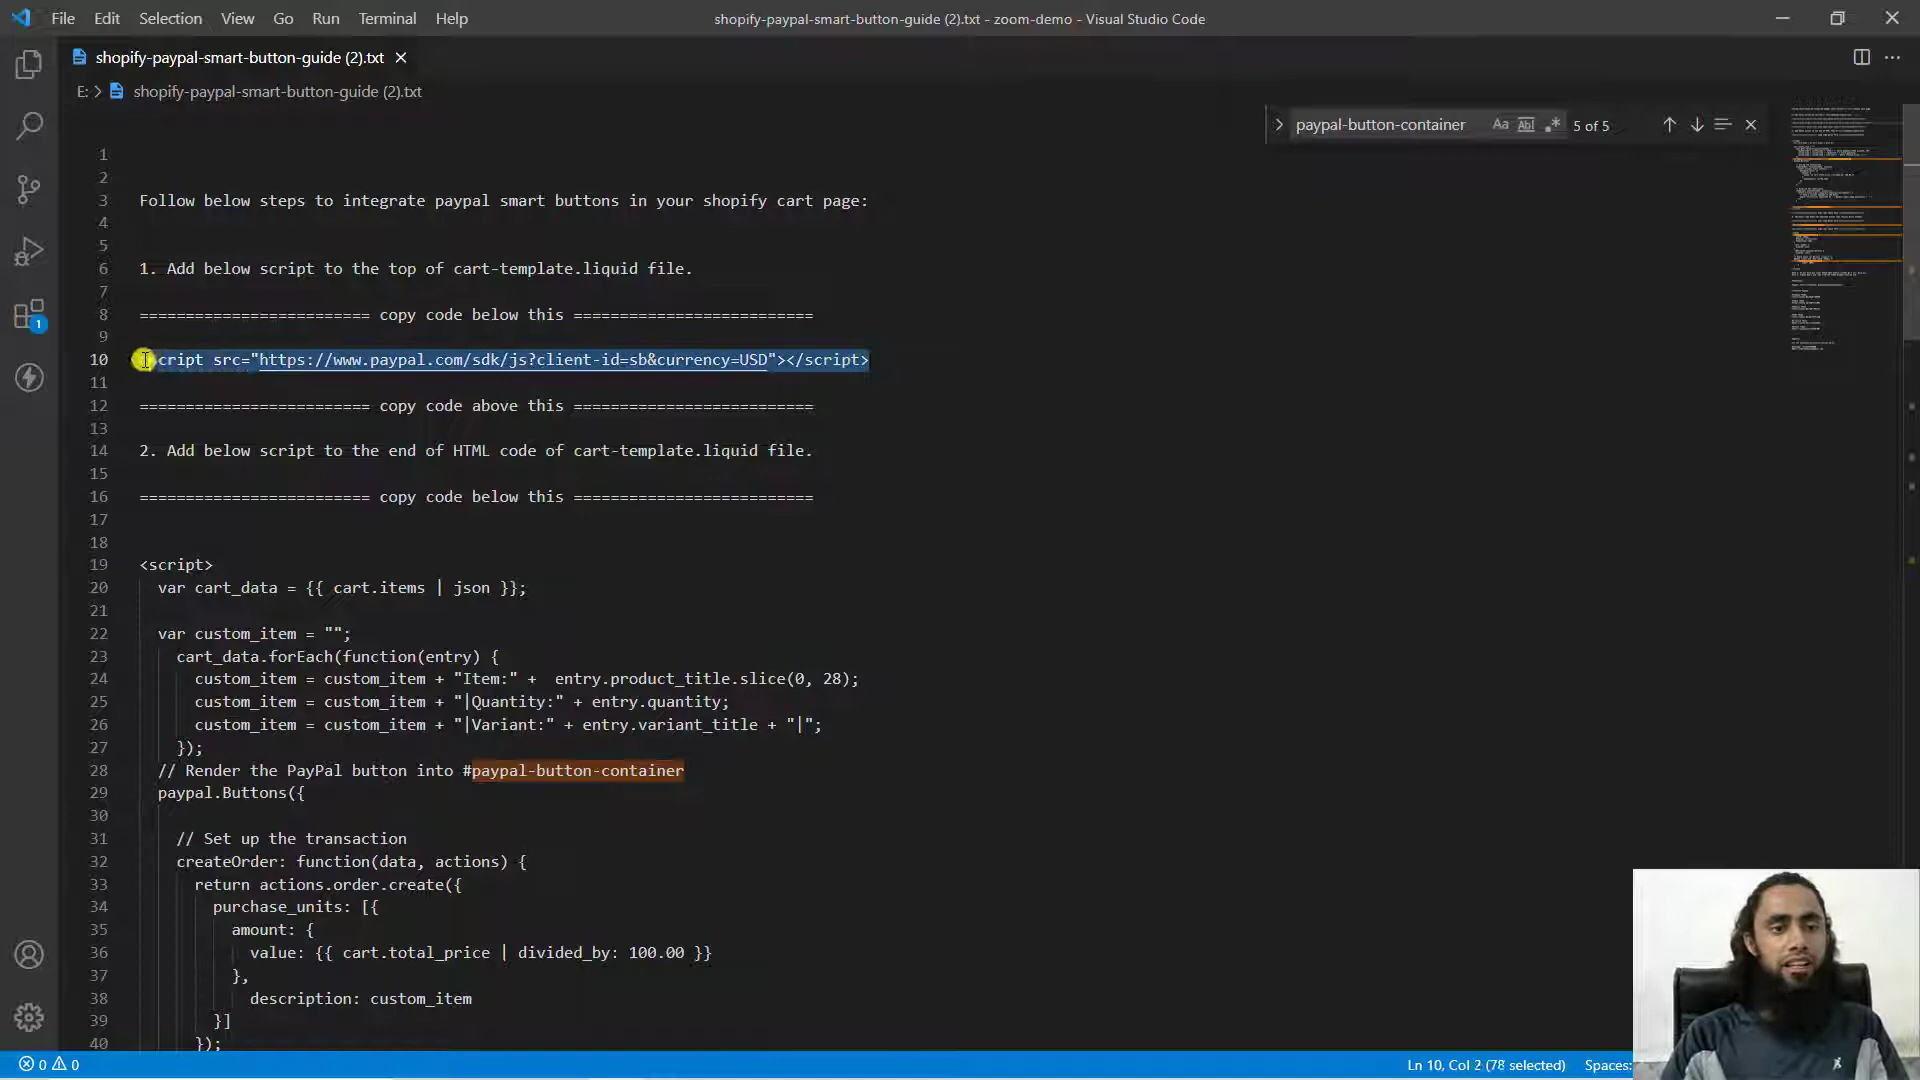 File Edit Selection View Go Run Terminal Help
shopify-paypal-smart-button-guide (2).txt - zoom-demo - Visual Studio Code
shopify-paypal-smart-button-guide (2).txt
E: > shopify-paypal-smart-button-guide (2).txt
paypal-button-container Aa Abl .* 5 of 5
1
2
3 Follow below steps to integrate paypal smart buttons in your shopify cart page:
4
5
6 1. Add below script to the top of cart-template.liquid file.
7
8 ========================= copy code below this ==========================
9
10 cript src="https://www.paypal.com/sdk/js?client-id=sb&currency=USD"></script>
11
12 ========================= copy code above this ==========================
13
14 2. Add below script to the end of HTML code of cart-template.liquid file.
15
16 ========================= copy code below this ==========================
17
18
19 <script>
20 var cart_data = {{ cart.items | json }};
21
22 var custom_item = "";
23 cart_data.forEach(function(entry) {
24 custom_item = custom_item + "Item:" +  entry.product_title.slice(0, 28);
25 custom_item = custom_item + "|Quantity:" + entry.quantity;
26 custom_item = custom_item + "|Variant:" + entry.variant_title + "|";
27 });
28 // Render the PayPal button into #paypal-button-container
29 paypal.Buttons({
30
31 // Set up the transaction
32 createOrder: function(data, actions) {
33 return actions.order.create({
34 purchase_units: [{
35 amount: {
36 value: {{ cart.total_price | divided_by: 100.00 }}
37 },
38 description: custom_item
39 }]
40 });
1
0 0
Ln 10, Col 2 (78 selected) Spaces: